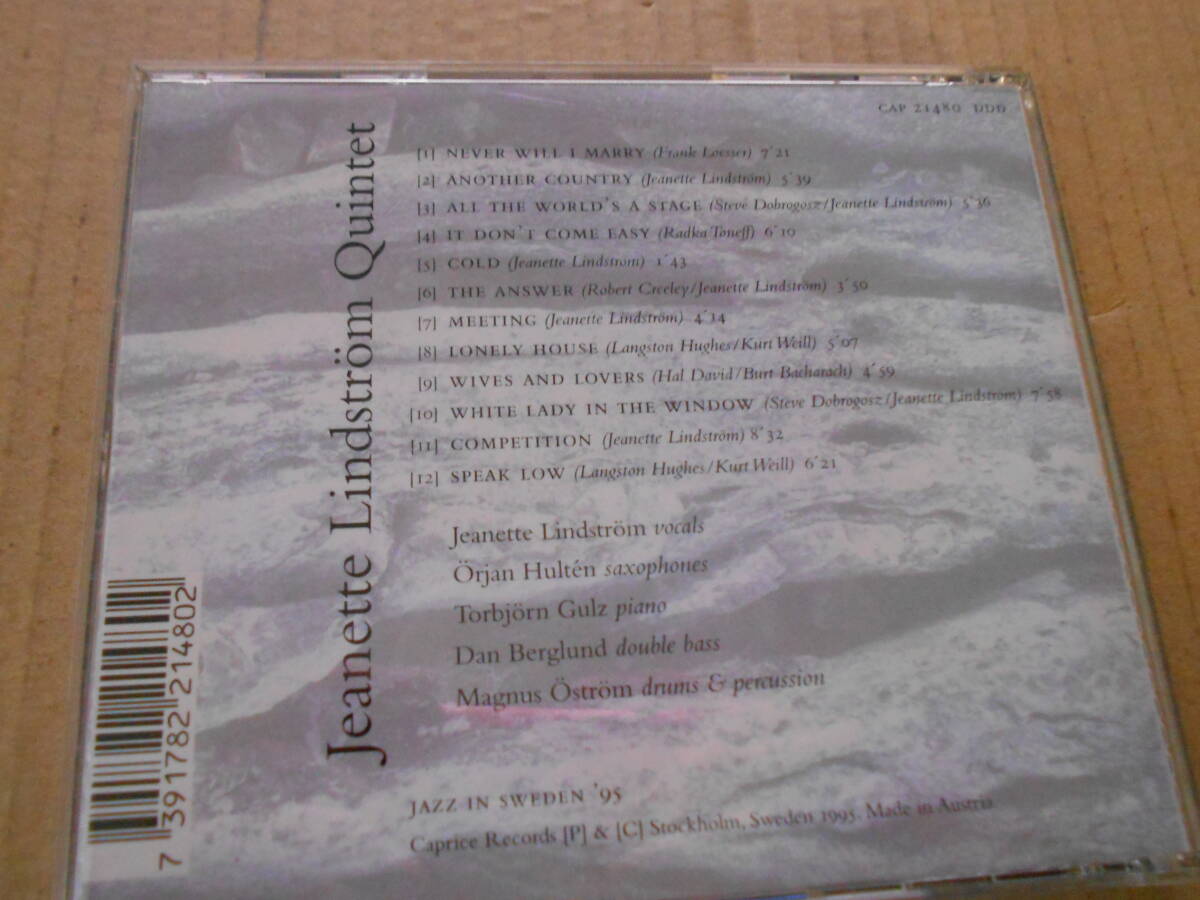 CAP 21480 DDD
Jeanette Lindström Quintet
[1] NEVER WILL I MARRY (Frank Loesser) 7´21
[2] ANOTHER COUNTRY (Jeanette Lindström) 5´39
[3] ALL THE WORLD'S A STAGE (Steve Dobrogosz/Jeanette Lindström) 5´36
[4] IT DON'T COME EASY (Radka Toneff) 6´19
[5] COLD (Jeanette Lindström) 1´43
[6] THE ANSWER (Robert Creeley/Jeanette Lindström) 3´59
[7] MEETING (Jeanette Lindström) 4´14
[8] LONELY HOUSE (Langston Hughes/Kurt Weill) 5´07
[9] WIVES AND LOVERS (Hal David/Burt Bacharach) 4´59
[10] WHITE LADY IN THE WINDOW (Steve Dobrogosz/Jeanette Lindström) 7´58
[11] COMPETITION (Jeanette Lindström) 8´32
[12] SPEAK LOW (Langston Hughes/Kurt Weill) 6´21
Jeanette Lindström vocals
Örjan Hultén saxophones
Torbjörn Gulz piano
Dan Berglund double bass
Magnus Öström drums & percussion
JAZZ IN SWEDEN '95
Caprice Records [P] & [C] Stockholm, Sweden 1995. Made in Austria
7 391782 214802